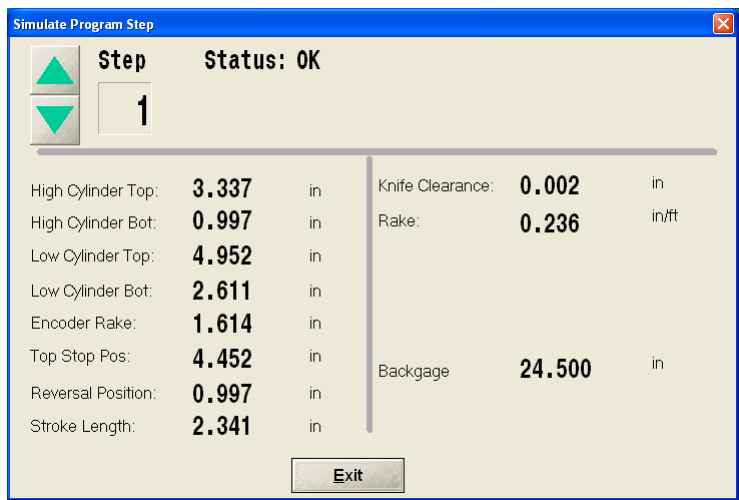 Simulate Program Step
Step Status: OK
1
High Cylinder Top: 3.337 in
High Cylinder Bot: 0.997 in
Low Cylinder Top: 4.952 in
Low Cylinder Bot: 2.611 in
Encoder Rake: 1.614 in
Top Stop Pos: 4.452 in
Reversal Position: 0.997 in
Stroke Length: 2.341 in
Knife Clearance: 0.002 in
Rake: 0.236 in/ft
Backgage 24.500 in
Exit